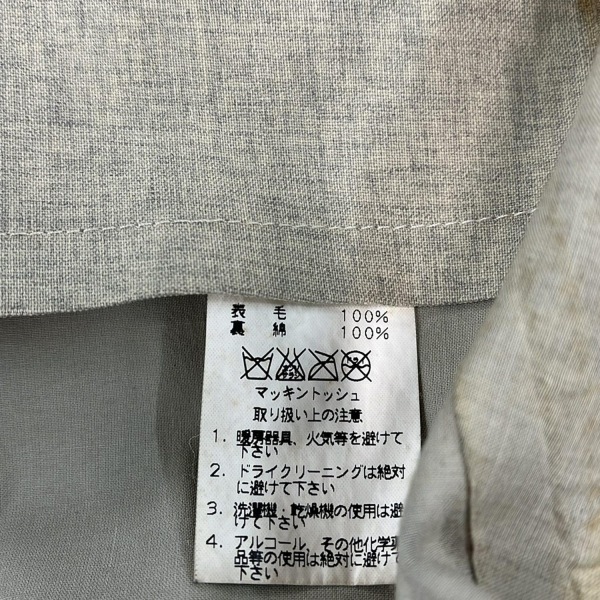 表 毛 100%
裏 綿 100%
マッキントッシュ
取り扱い上の注意
1. 暖房器具、火気等を避けて
下さい
2. ドライクリーニングは絶対
に避けて下さい
3. 洗濯機・乾燥機の使用は避
けて下さい
4. アルコール、その他化学薬
品等の使用は絶対に避けて
下さい